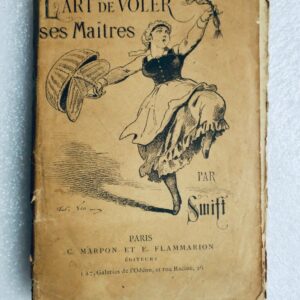 L'ART DE VOLER
ses Maitres
PAR
Swift
PARIS
C. MARPON ET E. FLAMMARION
ÉDITEURS
1 a 7, Galeries de l'Odéon, et rue Racine, 26